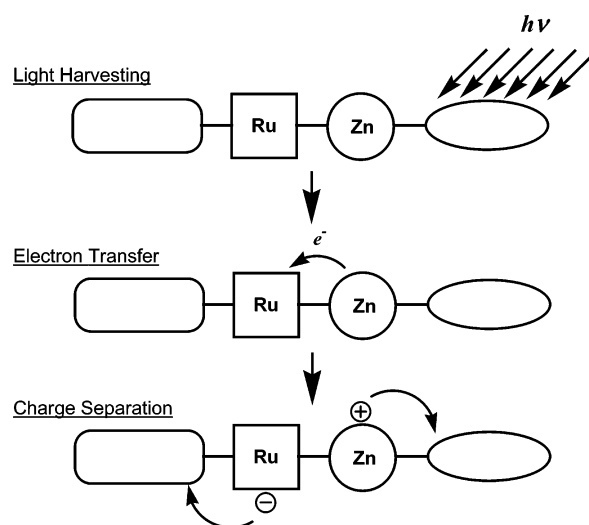 hν
Light Harvesting
Ru Zn
Electron Transfer
e-
Ru Zn
Charge Separation
+
Ru Zn
−